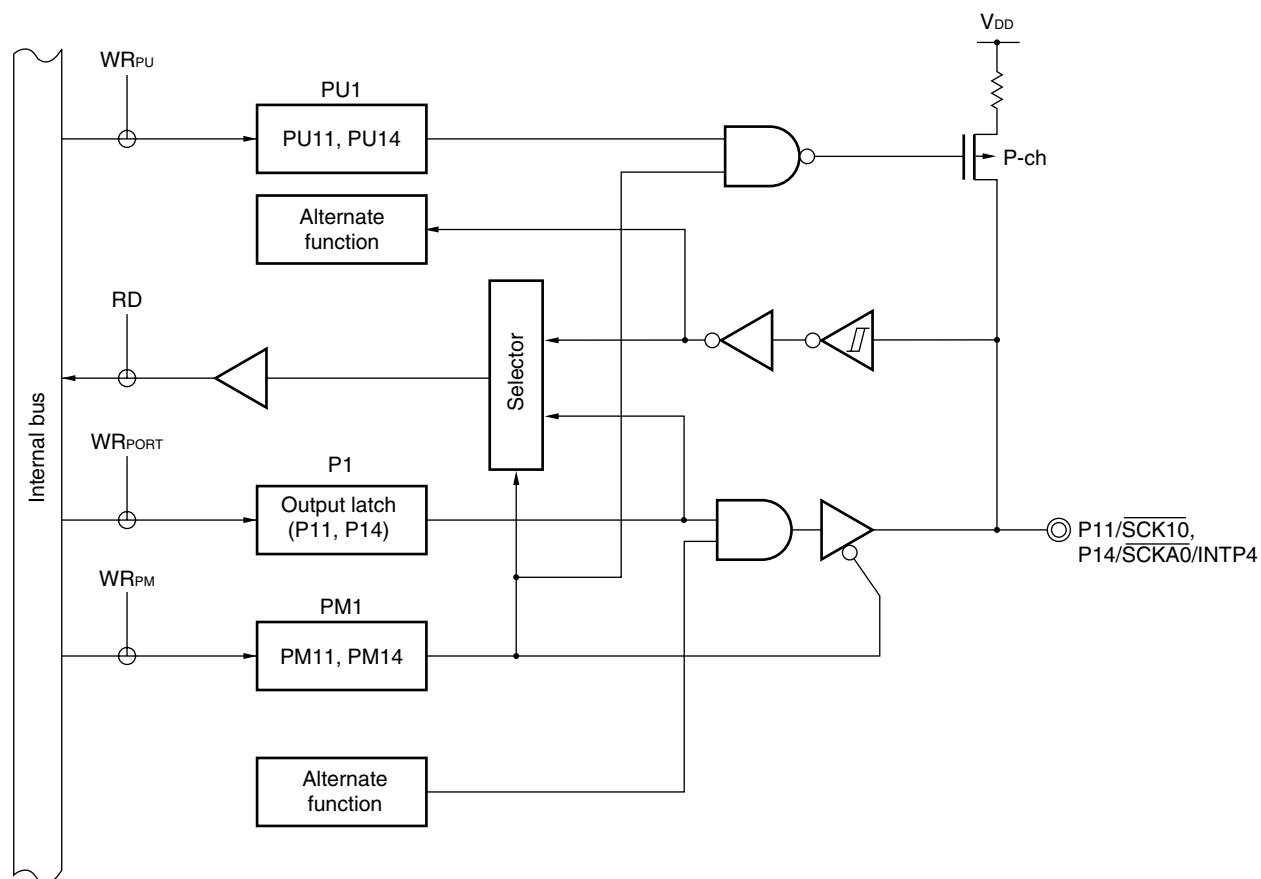 VDD
WRPU
PU1
PU11, PU14
P-ch
Alternate
function
RD
Selector
Internal bus
WRPORT
P1
Output latch
(P11, P14)
P11/SCK10,
P14/SCKA0/INTP4
WRPM
PM1
PM11, PM14
Alternate
function